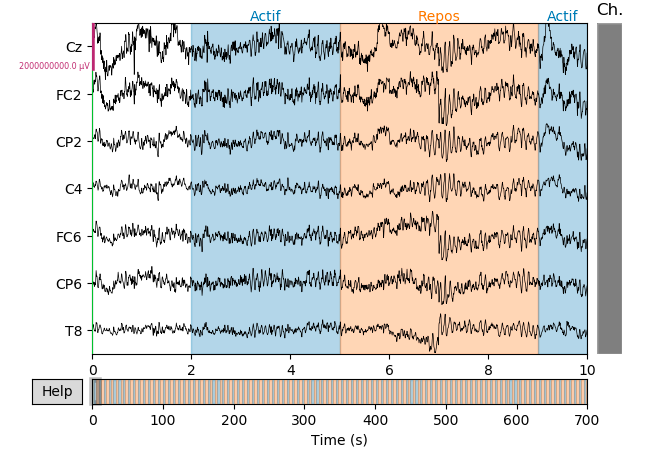 Actif Repos Actif Ch.
Cz
2000000000.0 µV
FC2
CP2
C4
FC6
CP6
T8
0 2 4 6 8 10
Help
0 100 200 300 400 500 600 700
Time (s)